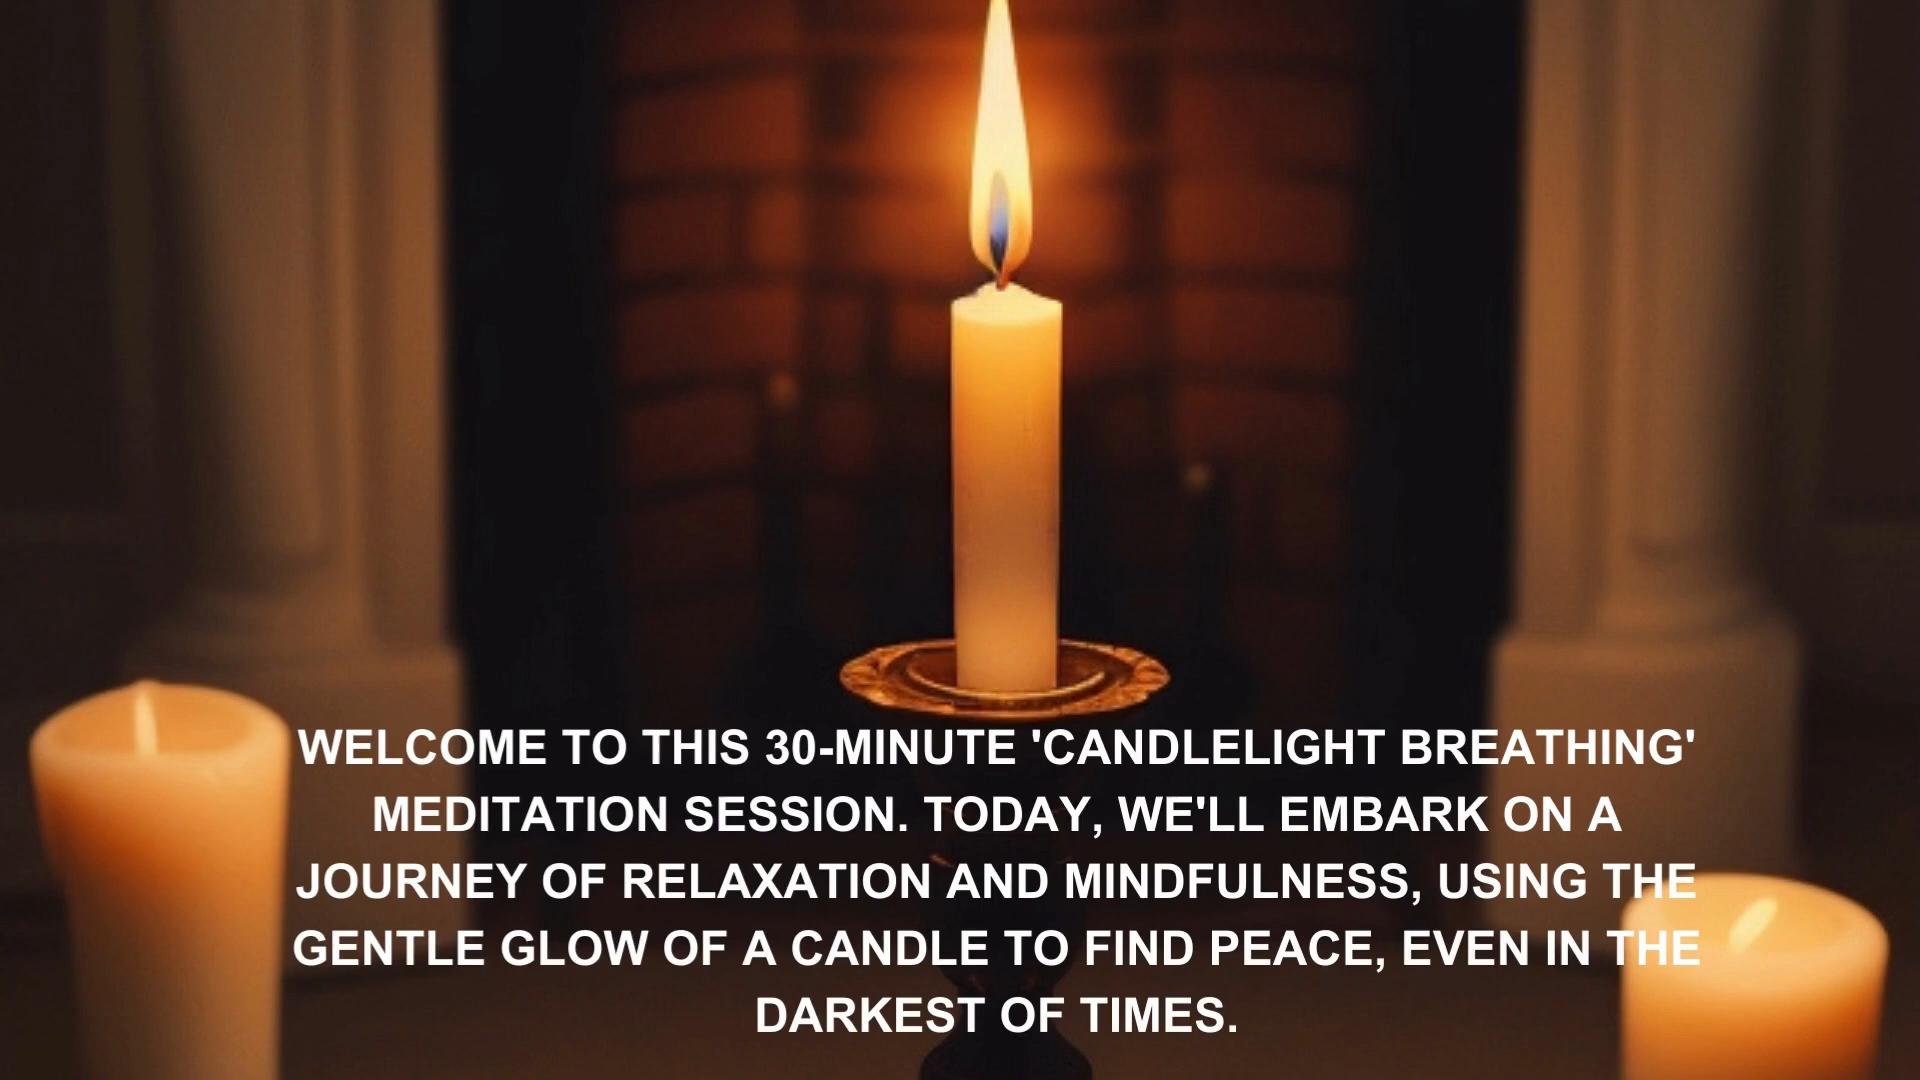 WELCOME TO THIS 30-MINUTE 'CANDLELIGHT BREATHING'
MEDITATION SESSION. TODAY, WE'LL EMBARK ON A
JOURNEY OF RELAXATION AND MINDFULNESS, USING THE
GENTLE GLOW OF A CANDLE TO FIND PEACE, EVEN IN THE
DARKEST OF TIMES.